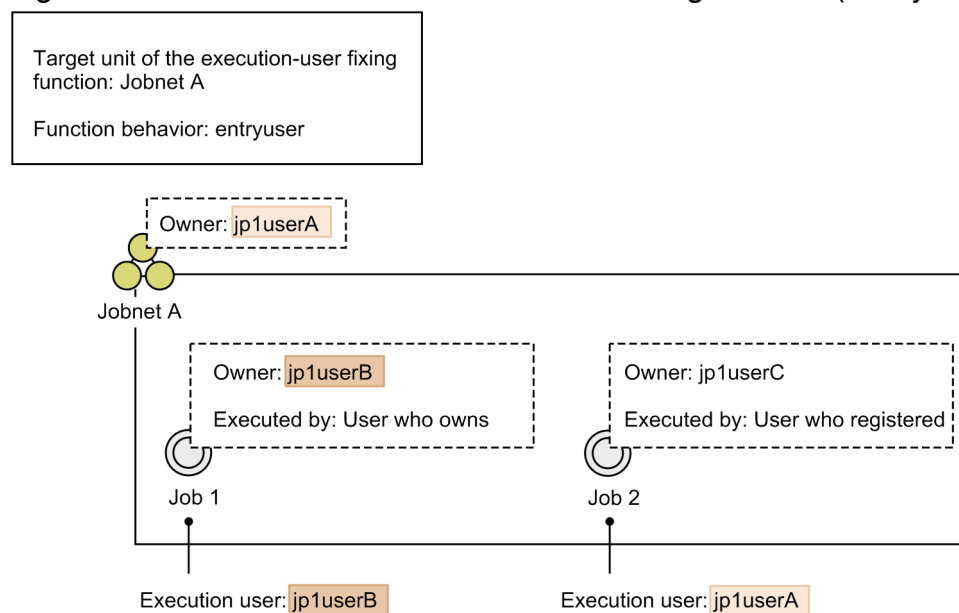 Target unit of the execution-user fixing
function: Jobnet A
Function behavior: entryuser
Owner: jp1userA
Jobnet A
Owner: jp1userB
Executed by: User who owns
Owner: jp1userC
Executed by: User who registered
Job 1
Job 2
Execution user: jp1userB
Execution user: jp1userA